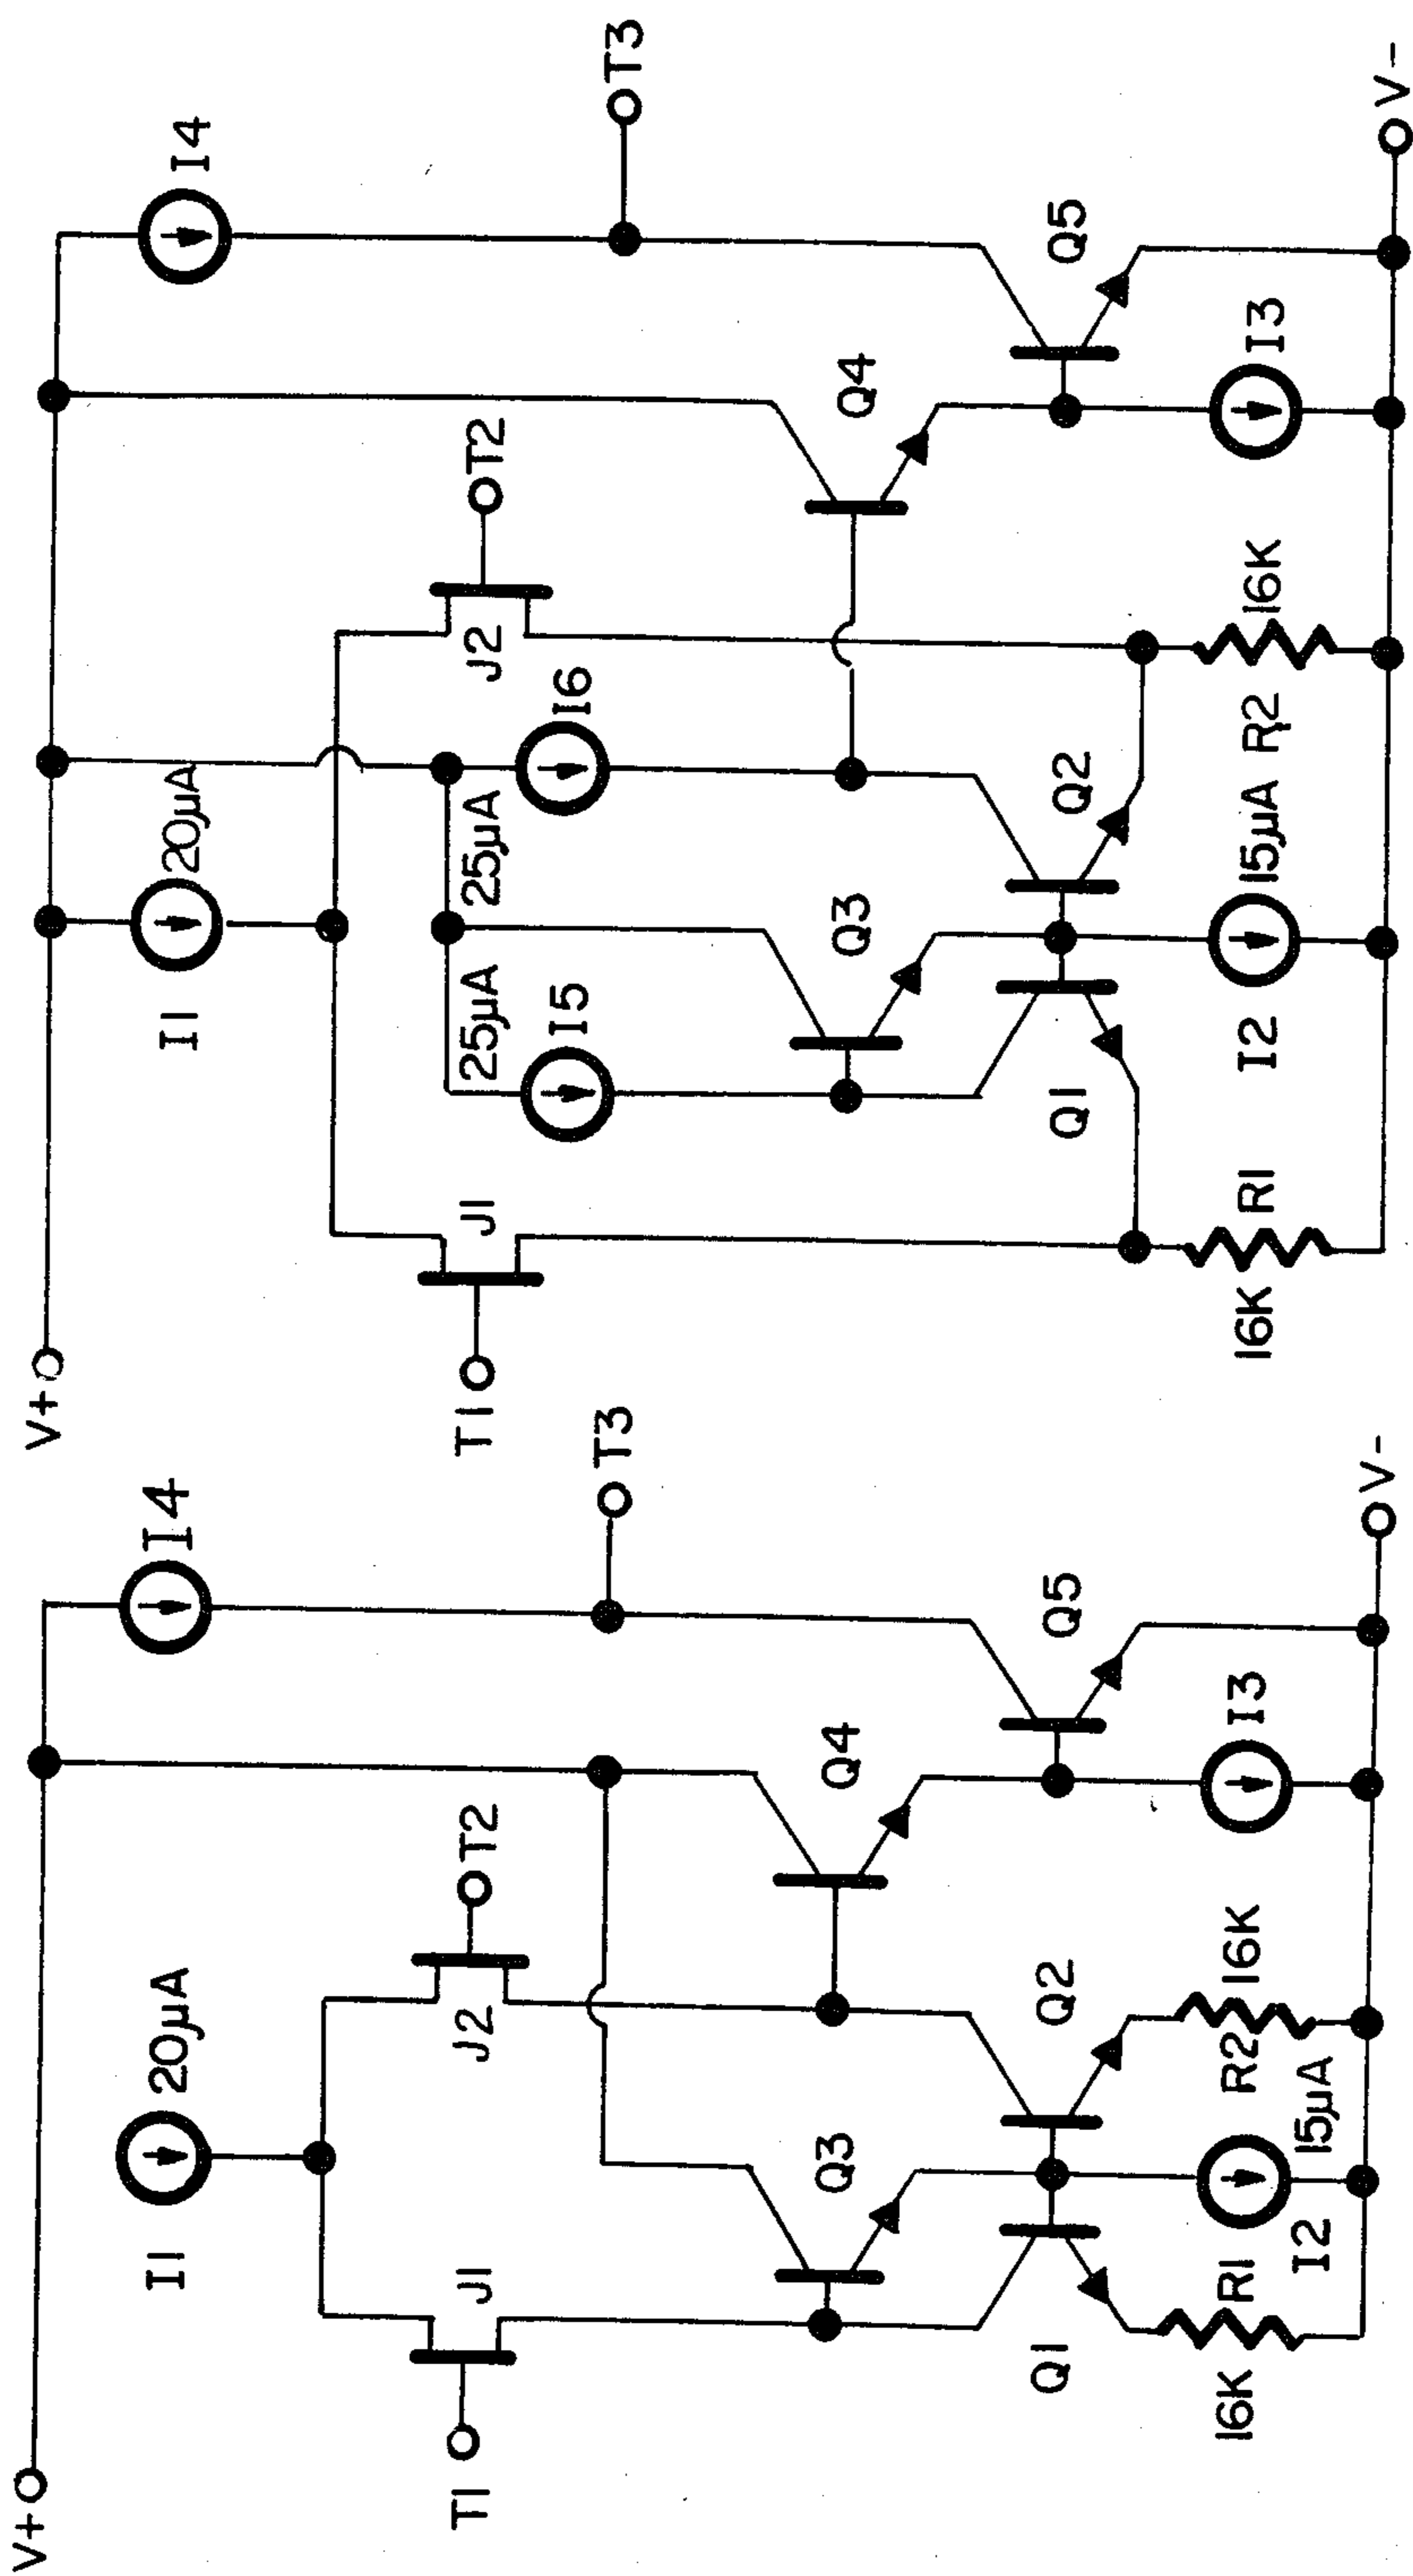 V+
I1
20µA
I4
T1
J1
J2
T2
T3
Q3
Q4
Q1
Q2
Q5
16K
R1
I2
15µA
R2
16K
I3
V-
V+
I1
20µA
I4
T1
J1
25µA
I5
25µA
I6
J2
T2
T3
Q3
Q4
Q1
Q2
Q5
16K
R1
I2
15µA
R2
16K
I3
V-